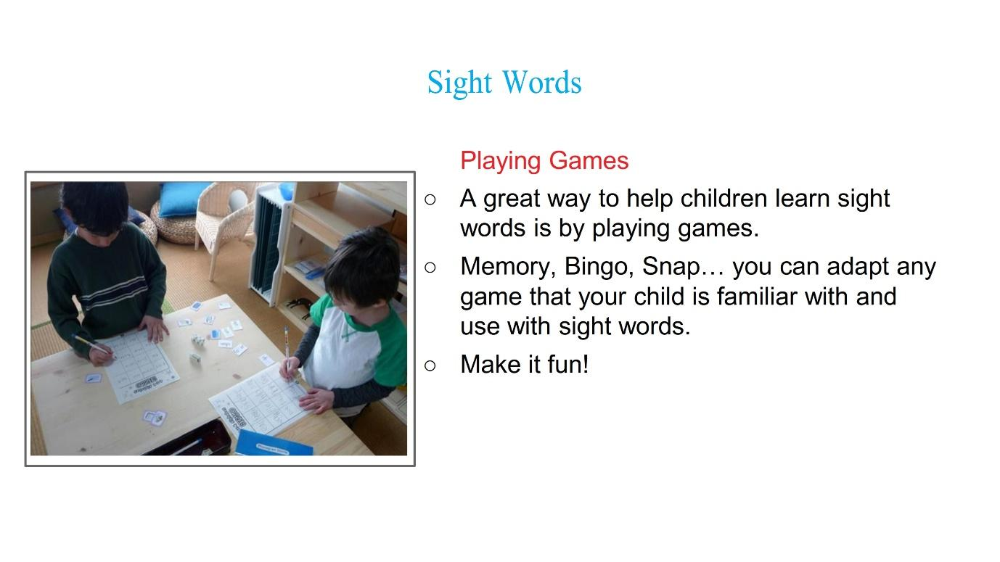 Sight Words
Playing Games
○ A great way to help children learn sight
words is by playing games.
○ Memory, Bingo, Snap… you can adapt any
game that your child is familiar with and
use with sight words.
○ Make it fun!
BINGO
BINGO